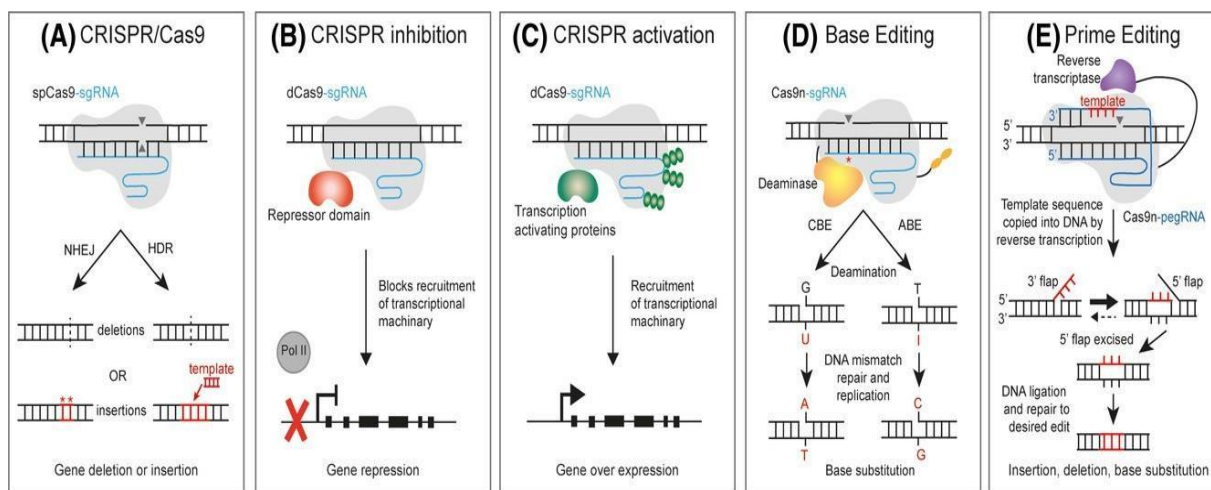 (A) CRISPR/Cas9
spCas9-sgRNA
NHEJ
HDR
deletions
OR
template
**
insertions
Gene deletion or insertion
(B) CRISPR inhibition
dCas9-sgRNA
Repressor domain
Blocks recruitment
of transcriptional
machinary
Pol II
Gene repression
(C) CRISPR activation
dCas9-sgRNA
Transcription
activating proteins
Recruitment
of transcriptional
machinary
Gene over expression
(D) Base Editing
Cas9n-sgRNA
*
Deaminase
CBE
ABE
Deamination
G
T
U
I
DNA mismatch
repair and
replication
A
C
T
G
Base substitution
(E) Prime Editing
Reverse
transcriptase
template
3'
5'
3'
5'
Template sequence
copied into DNA by
reverse transcription
Cas9n-pegRNA
3' flap
5' flap
5'
3'
5' flap excised
DNA ligation
and repair to
desired edit
Insertion, deletion, base substitution